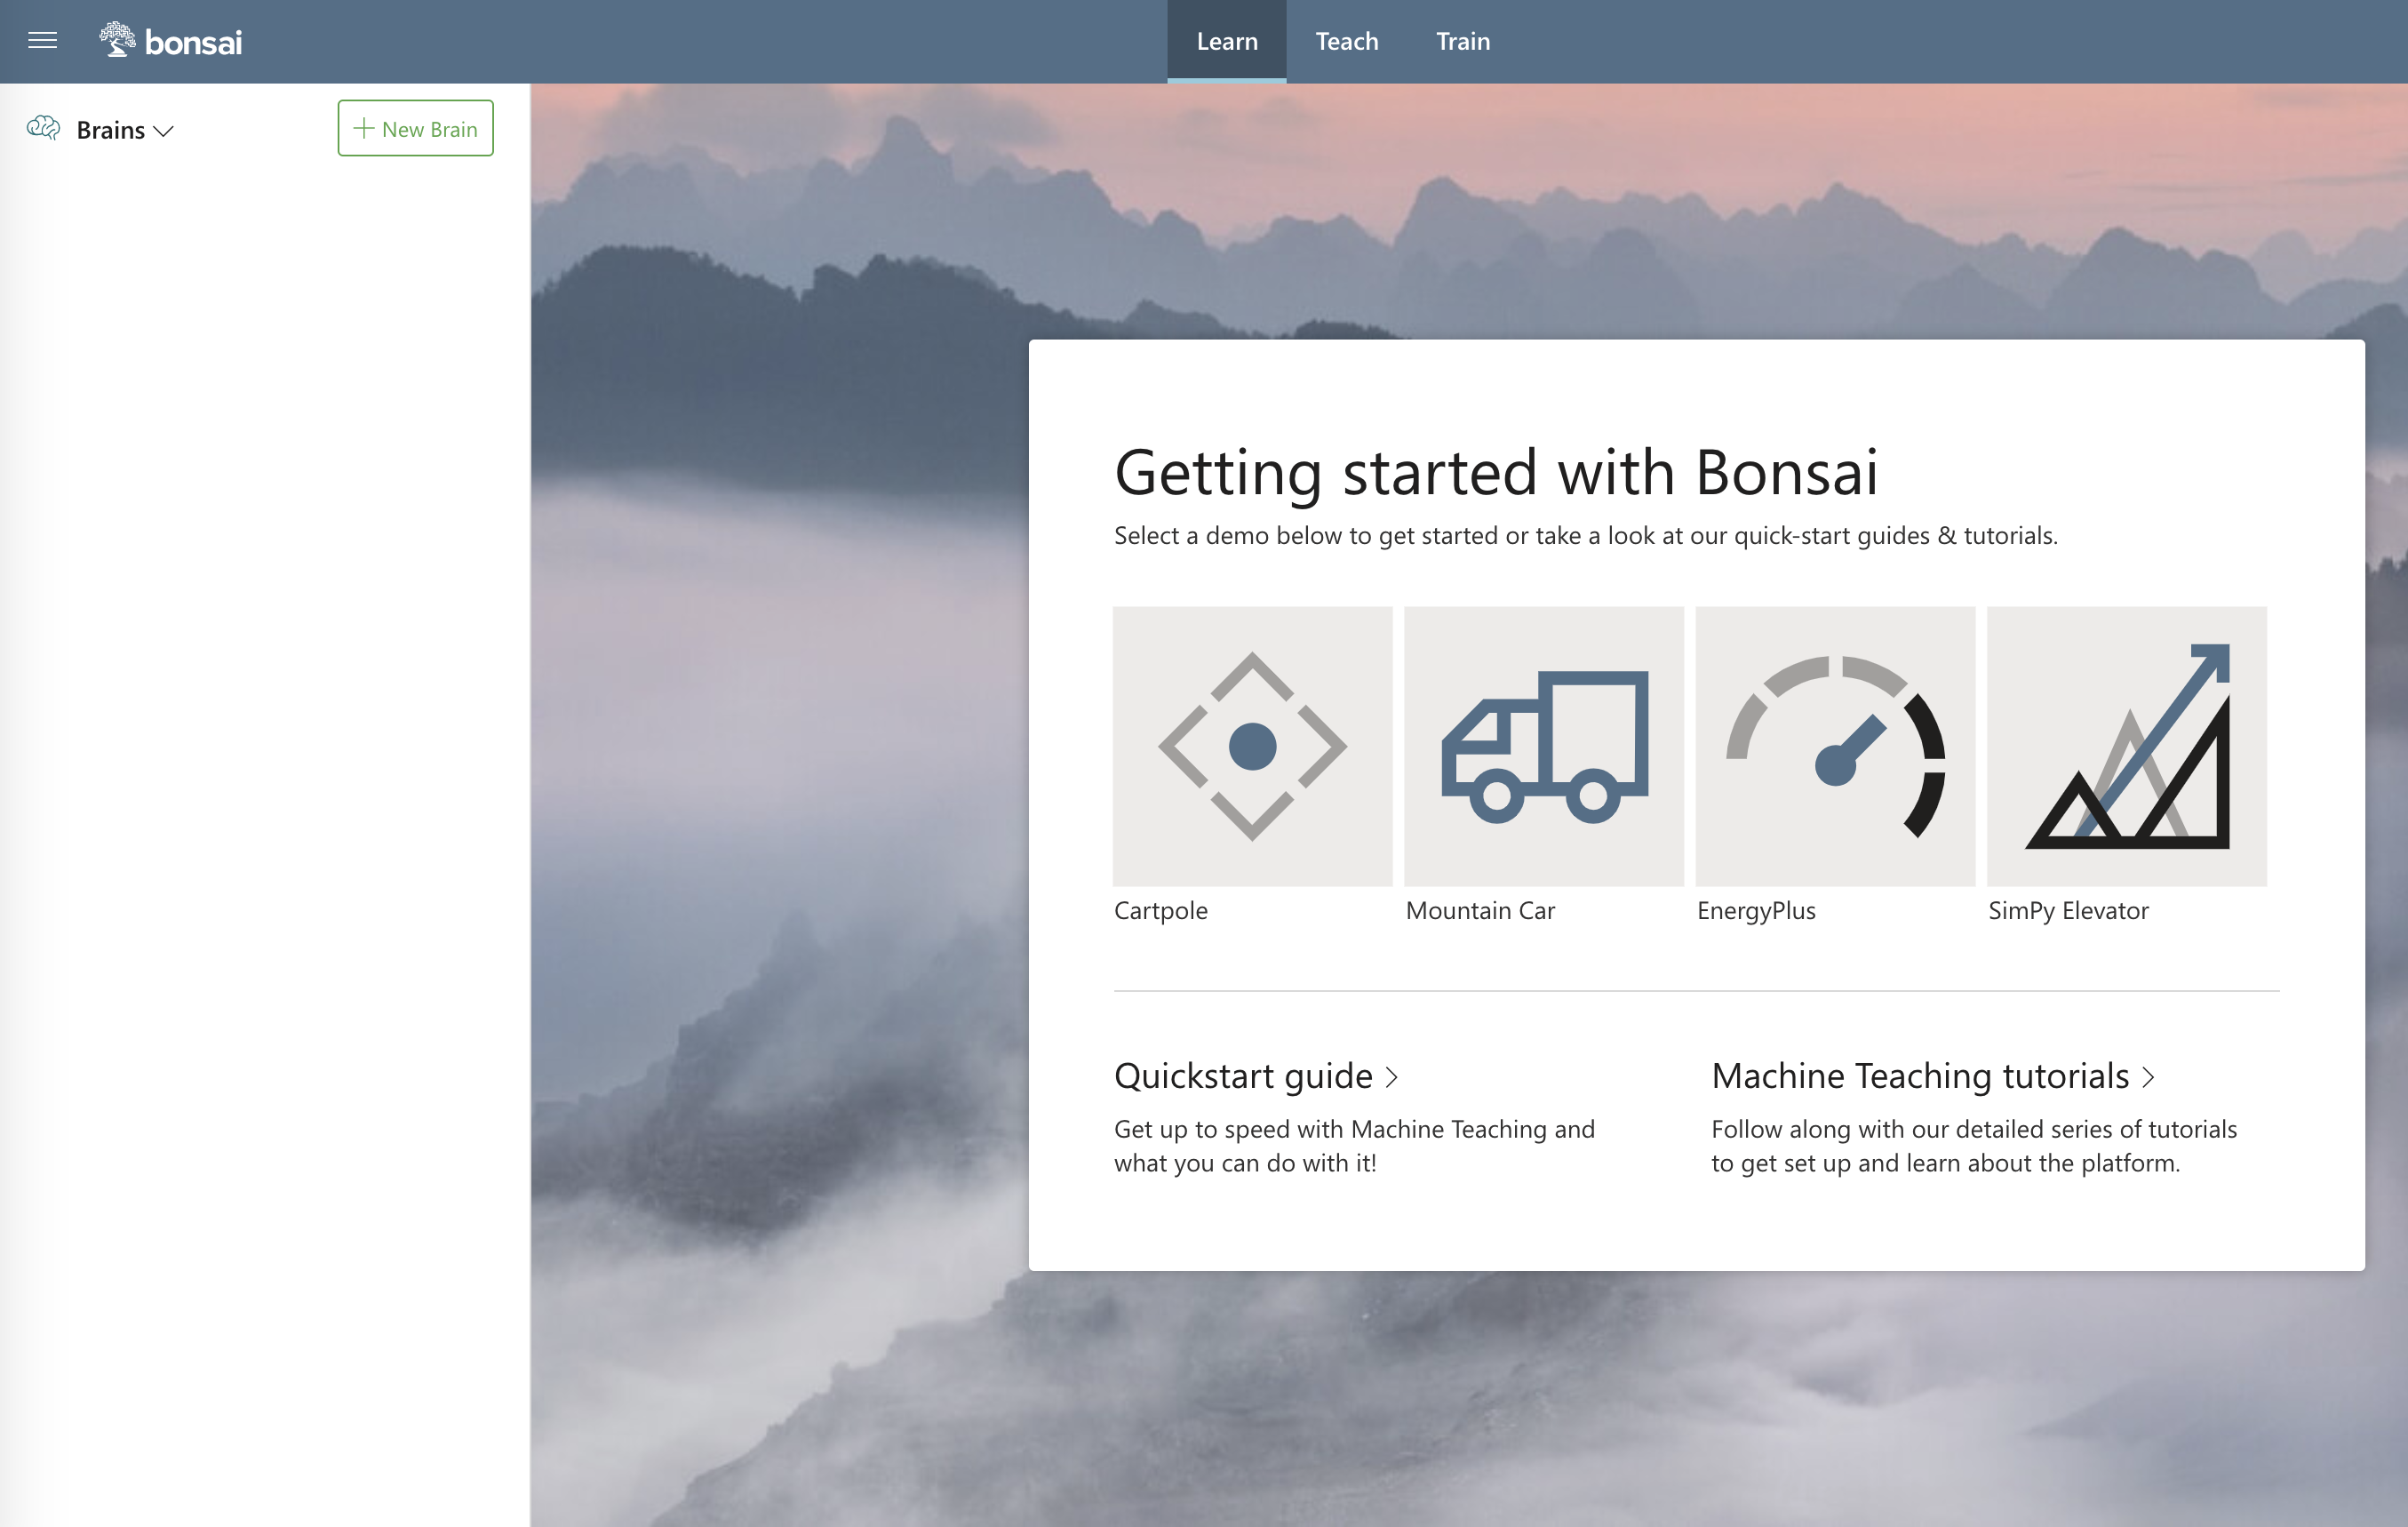 bonsai
Learn
Teach
Train
Brains
New Brain
Getting started with Bonsai
Select a demo below to get started or take a look at our quick-start guides & tutorials.
Cartpole
Mountain Car
EnergyPlus
SimPy Elevator
Quickstart guide
Get up to speed with Machine Teaching and
what you can do with it!
Machine Teaching tutorials
Follow along with our detailed series of tutorials
to get set up and learn about the platform.